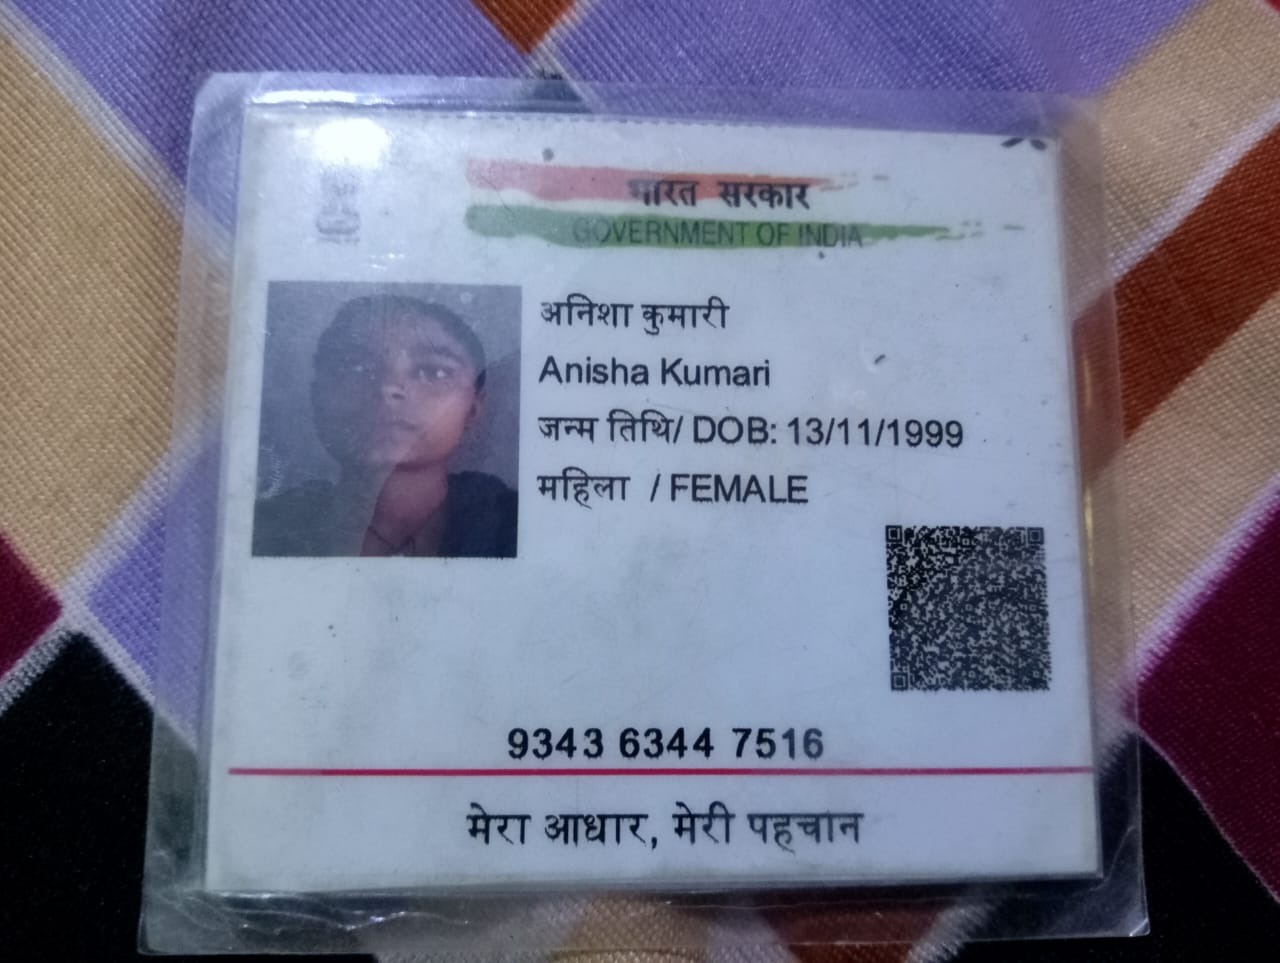 भारत सरकार
GOVERNMENT OF INDIA
अनिशा कुमारी
Anisha Kumari
जन्म तिथि/ DOB: 13/11/1999
महिला / FEMALE
9343 6344 7516
मेरा आधार, मेरी पहचान